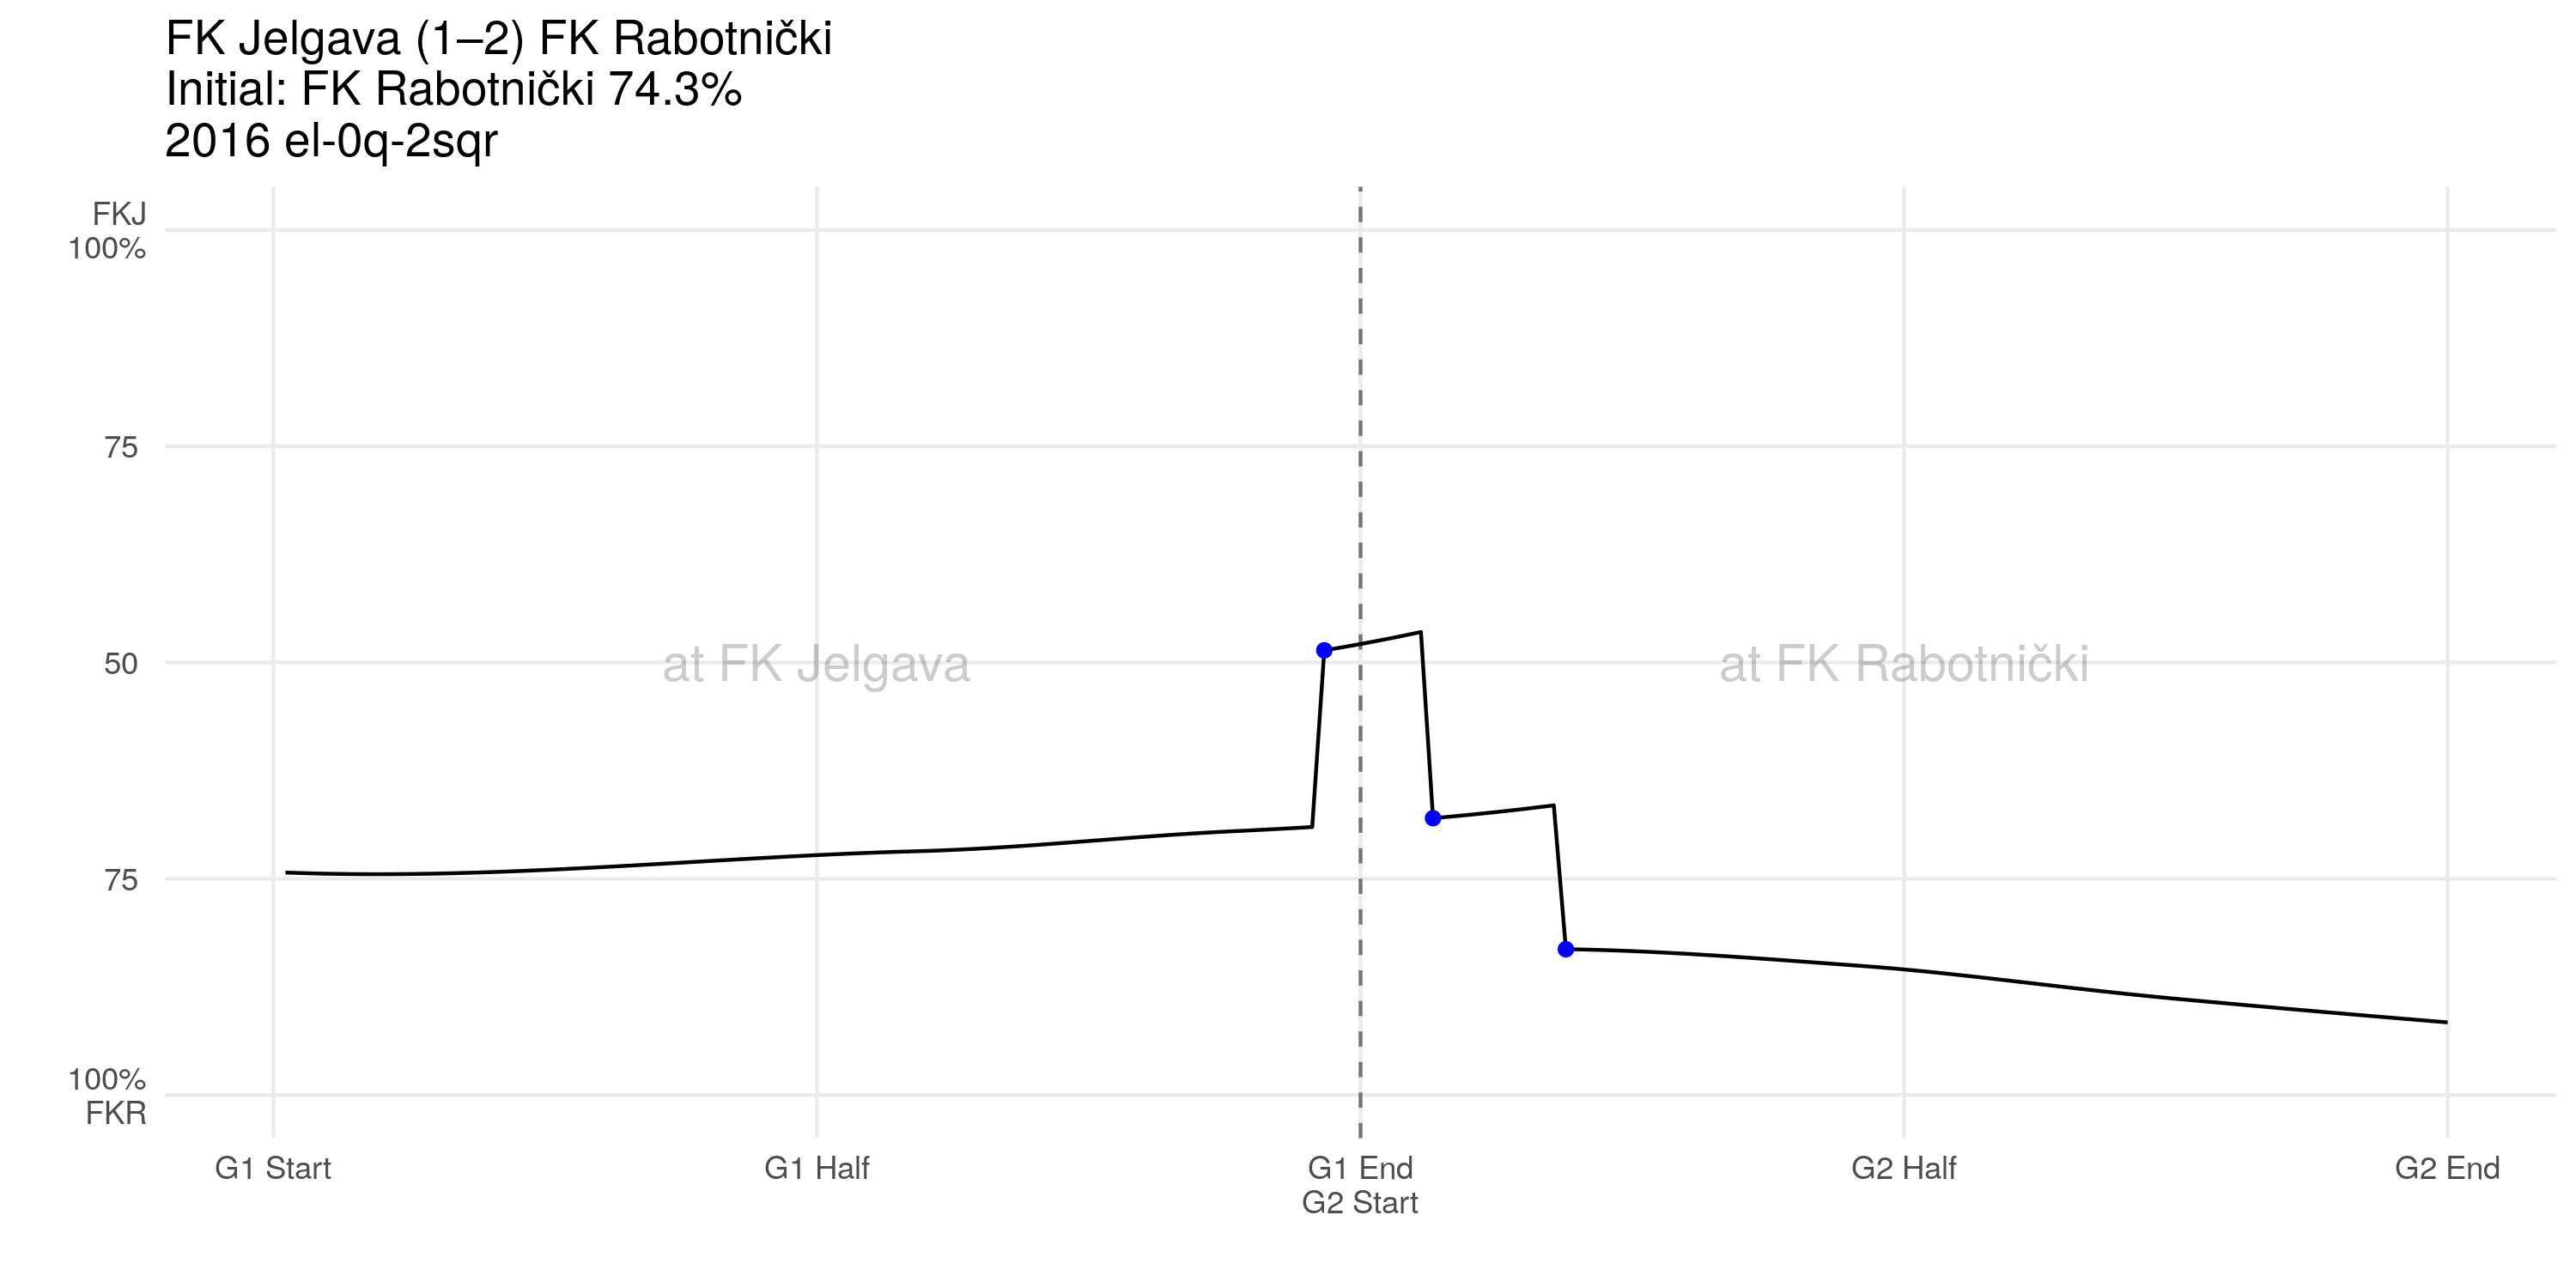 FK Jelgava (1–2) FK Rabotnički
Initial: FK Rabotnički 74.3%
2016 el-0q-2sqr
FKJ
100%
75
50
75
100%
FKR
at FK Jelgava
at FK Rabotnički
G1 Start
G1 Half
G1 End
G2 Start
G2 Half
G2 End